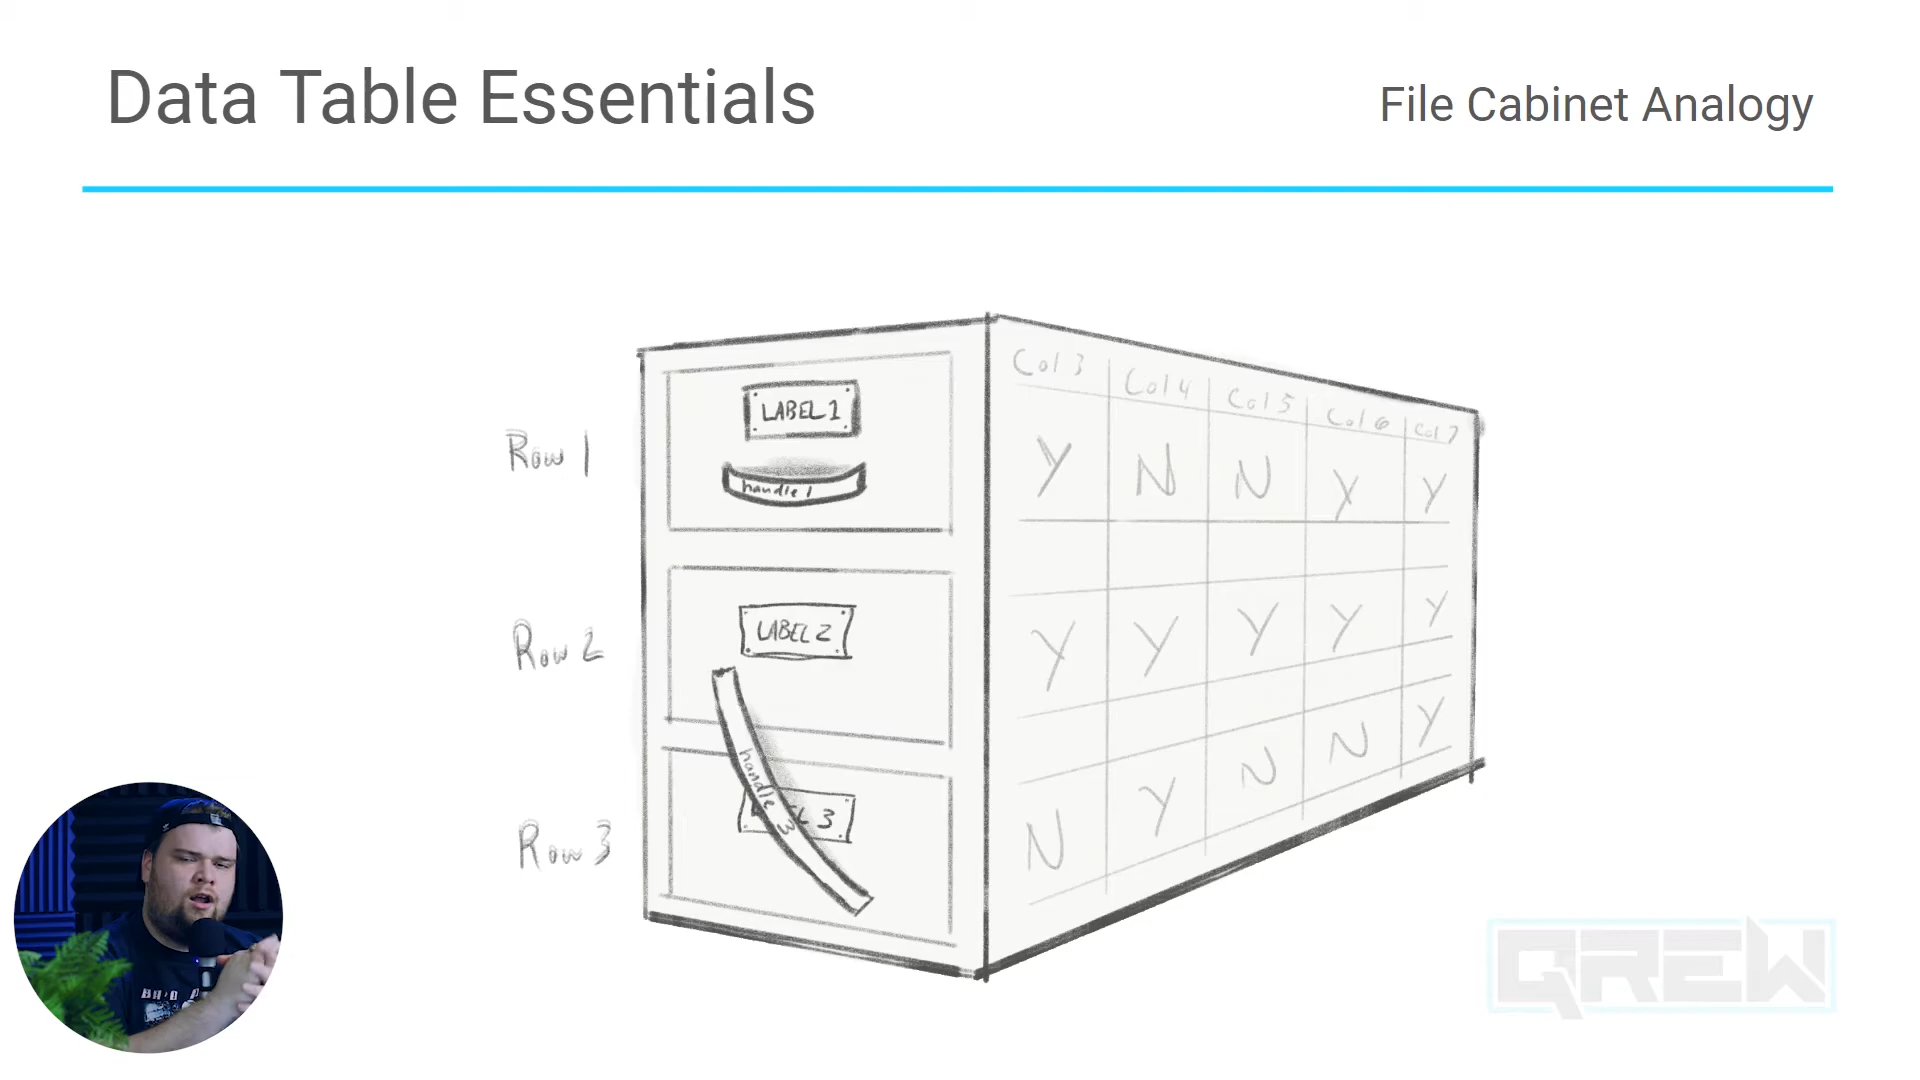 Data Table Essentials
File Cabinet Analogy
Col 3 Col 4 Col 5 Col 6 Col 7
Row 1
LABEL 1
handle 1
Y N N Y Y
Row 2
LABEL 2
Y Y Y Y Y
Row 3
handle 3
L 3
N Y N N Y
QREW